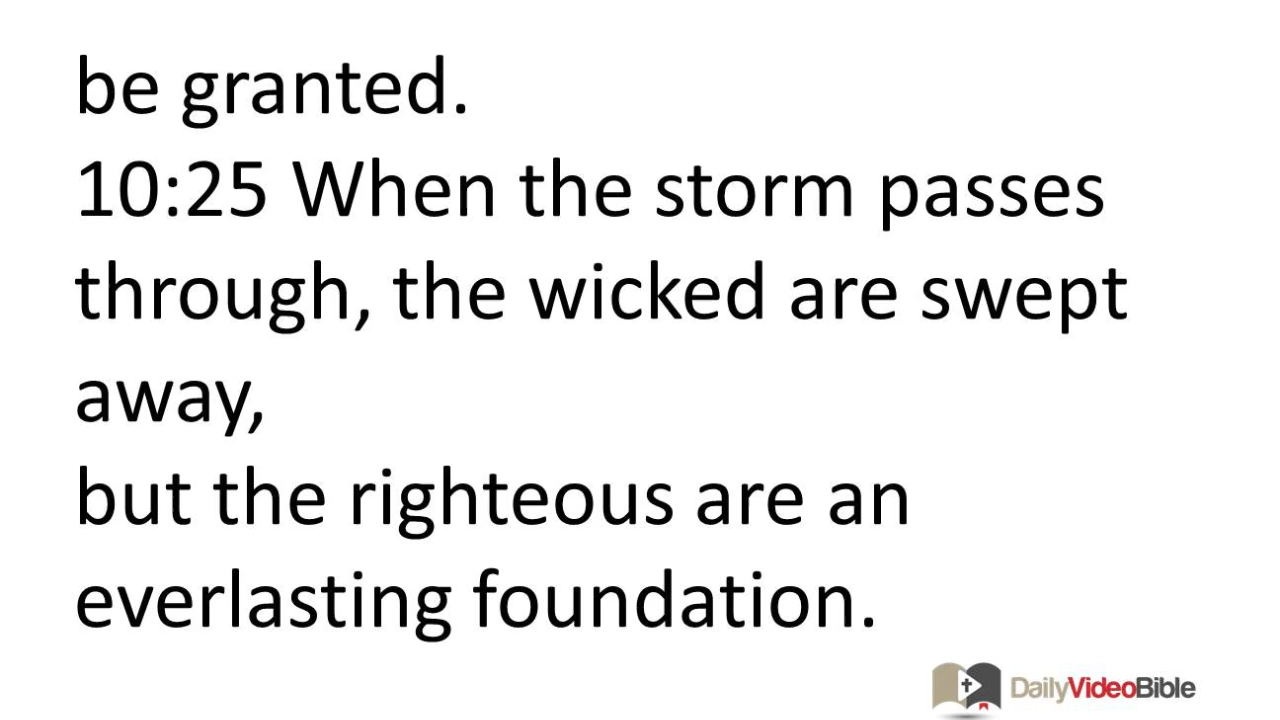 be granted.
10:25 When the storm passes
through, the wicked are swept
away,
but the righteous are an
everlasting foundation.
DailyVideoBible